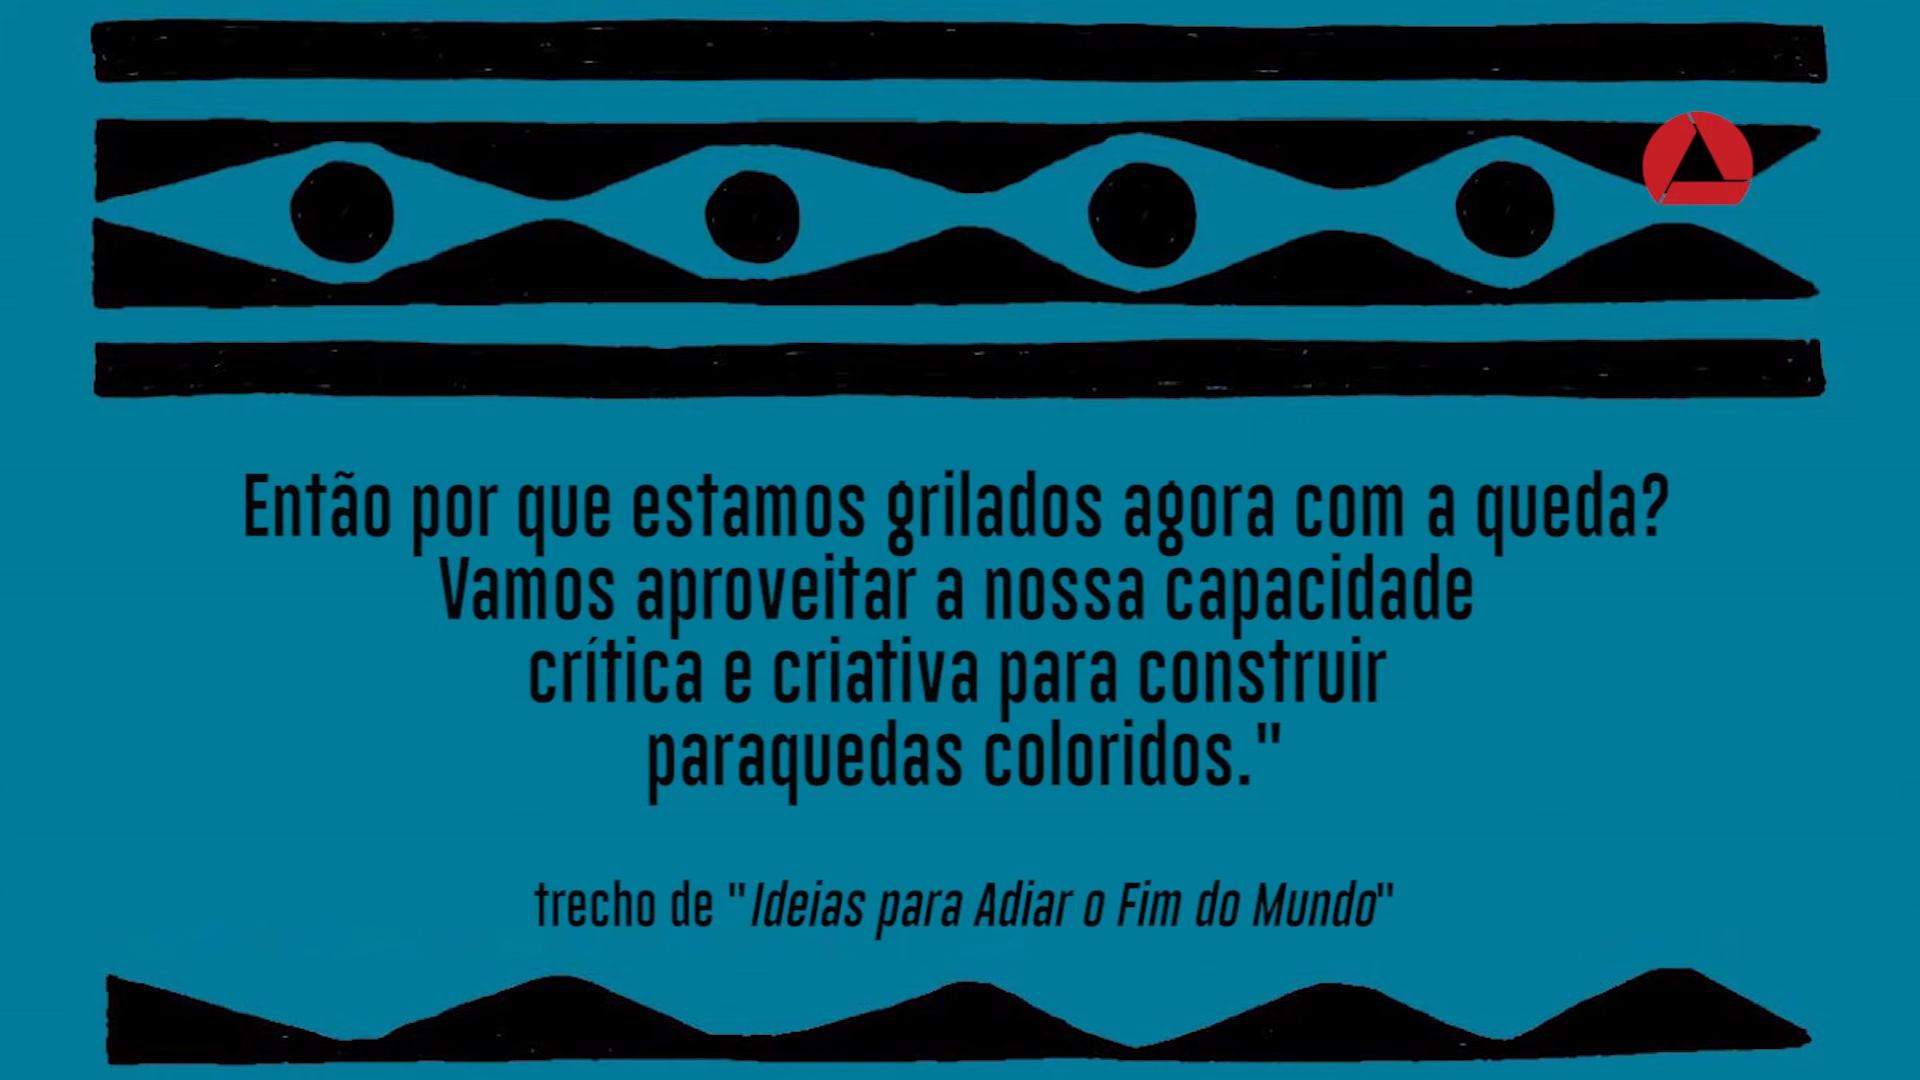 Então por que estamos grilados agora com a queda?
Vamos aproveitar a nossa capacidade
crítica e criativa para construir
paraquedas coloridos."
trecho de "Ideias para Adiar o Fim do Mundo"